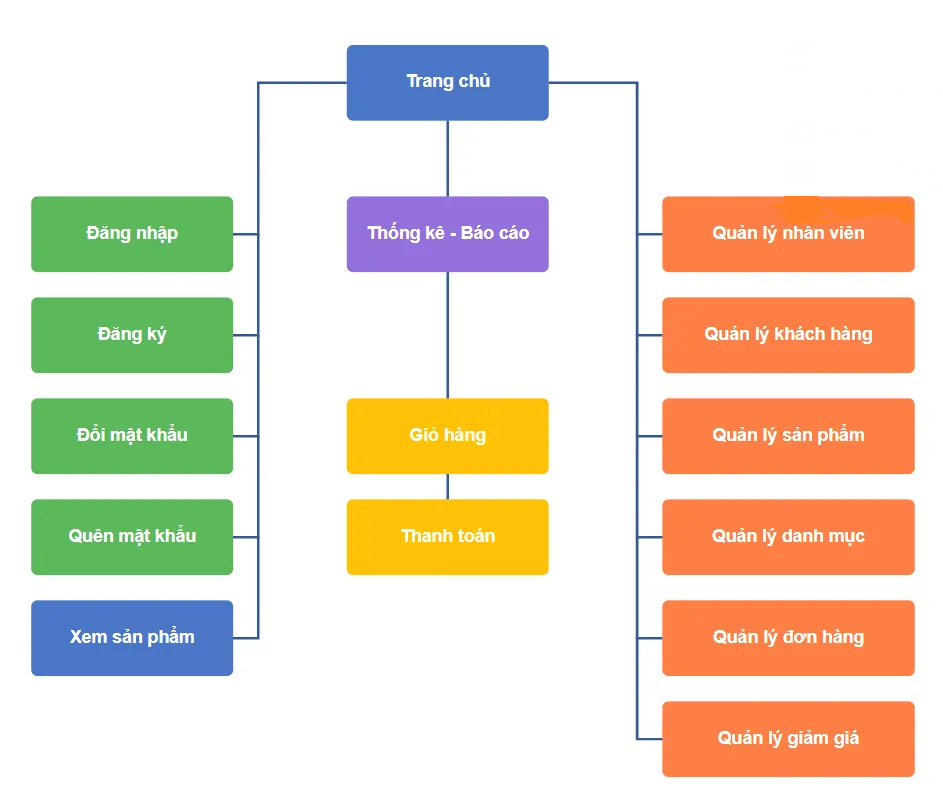 Trang chủ
Đăng nhập
Đăng ký
Đổi mật khẩu
Quên mật khẩu
Xem sản phẩm
Thống kê - Báo cáo
Giỏ hàng
Thanh toán
Quản lý nhân viên
Quản lý khách hàng
Quản lý sản phẩm
Quản lý danh mục
Quản lý đơn hàng
Quản lý giảm giá